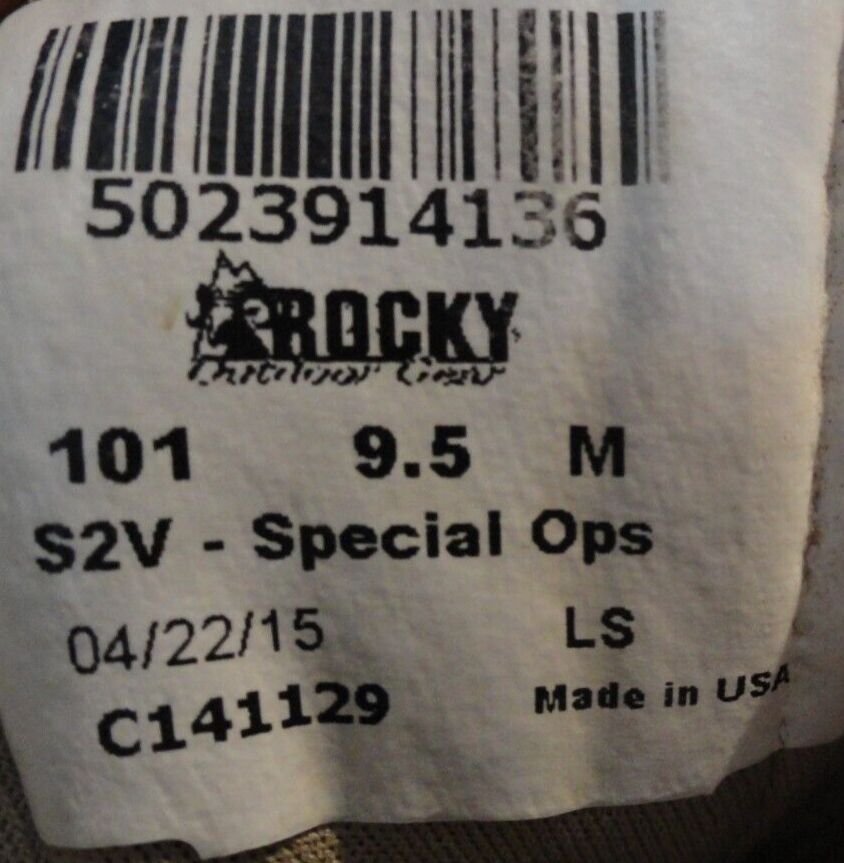 5023914136
ROCKY
Outdoor Gear
101 9.5 M
S2V - Special Ops
04/22/15 LS
C141129 Made in USA